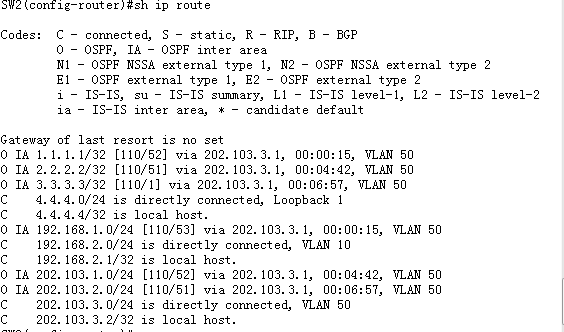 SW2(config-router)#sh ip route
Codes: C - connected, S - static, R - RIP, B - BGP
O - OSPF, IA - OSPF inter area
N1 - OSPF NSSA external type 1, N2 - OSPF NSSA external type 2
E1 - OSPF external type 1, E2 - OSPF external type 2
i - IS-IS, su - IS-IS summary, L1 - IS-IS level-1, L2 - IS-IS level-2
ia - IS-IS inter area, * - candidate default
Gateway of last resort is no set
O IA 1.1.1.1/32 [110/52] via 202.103.3.1, 00:00:15, VLAN 50
O IA 2.2.2.2/32 [110/51] via 202.103.3.1, 00:04:42, VLAN 50
O IA 3.3.3.3/32 [110/1] via 202.103.3.1, 00:06:57, VLAN 50
C 4.4.4.0/24 is directly connected, Loopback 1
C 4.4.4.4/32 is local host.
O IA 192.168.1.0/24 [110/53] via 202.103.3.1, 00:00:15, VLAN 50
C 192.168.2.0/24 is directly connected, VLAN 10
C 192.168.2.1/32 is local host.
O IA 202.103.1.0/24 [110/52] via 202.103.3.1, 00:04:42, VLAN 50
O IA 202.103.2.0/24 [110/51] via 202.103.3.1, 00:06:57, VLAN 50
C 202.103.3.0/24 is directly connected, VLAN 50
C 202.103.3.2/32 is local host.